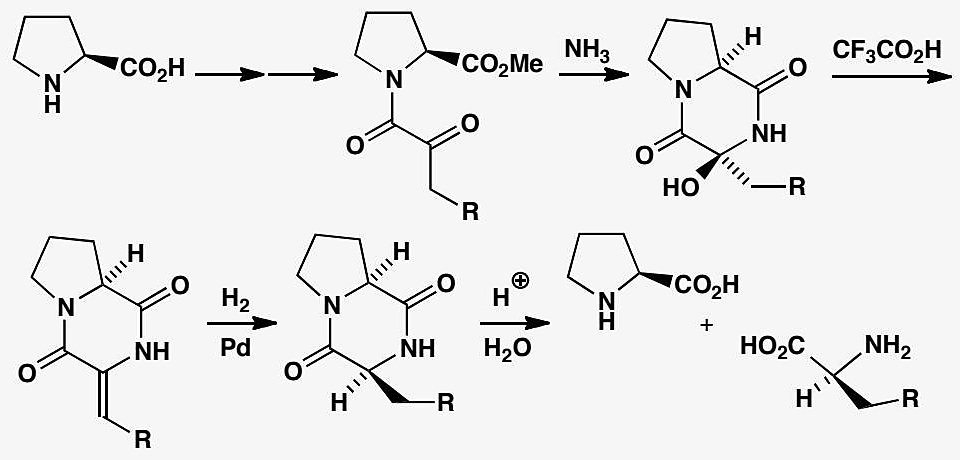 N
H
CO2H
N
CO2Me
O
O
R
NH3
N
H
O
NH
O
HO
R
CF3CO2H
N
H
O
NH
O
R
H2
Pd
N
H
O
NH
O
H
R
H⊕
H2O
N
H
CO2H
+
HO2C
NH2
H
R